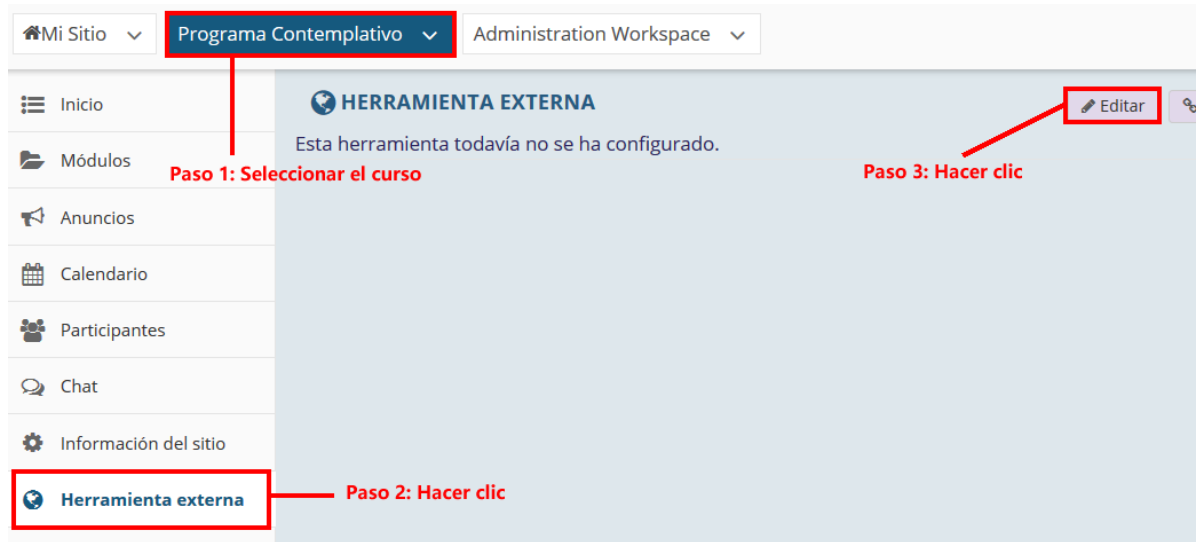 Mi Sitio
Programa Contemplativo
Administration Workspace
Inicio
HERRAMIENTA EXTERNA
Editar
Esta herramienta todavía no se ha configurado.
Módulos
Paso 1: Seleccionar el curso
Paso 3: Hacer clic
Anuncios
Calendario
Participantes
Chat
Información del sitio
Herramienta externa
Paso 2: Hacer clic